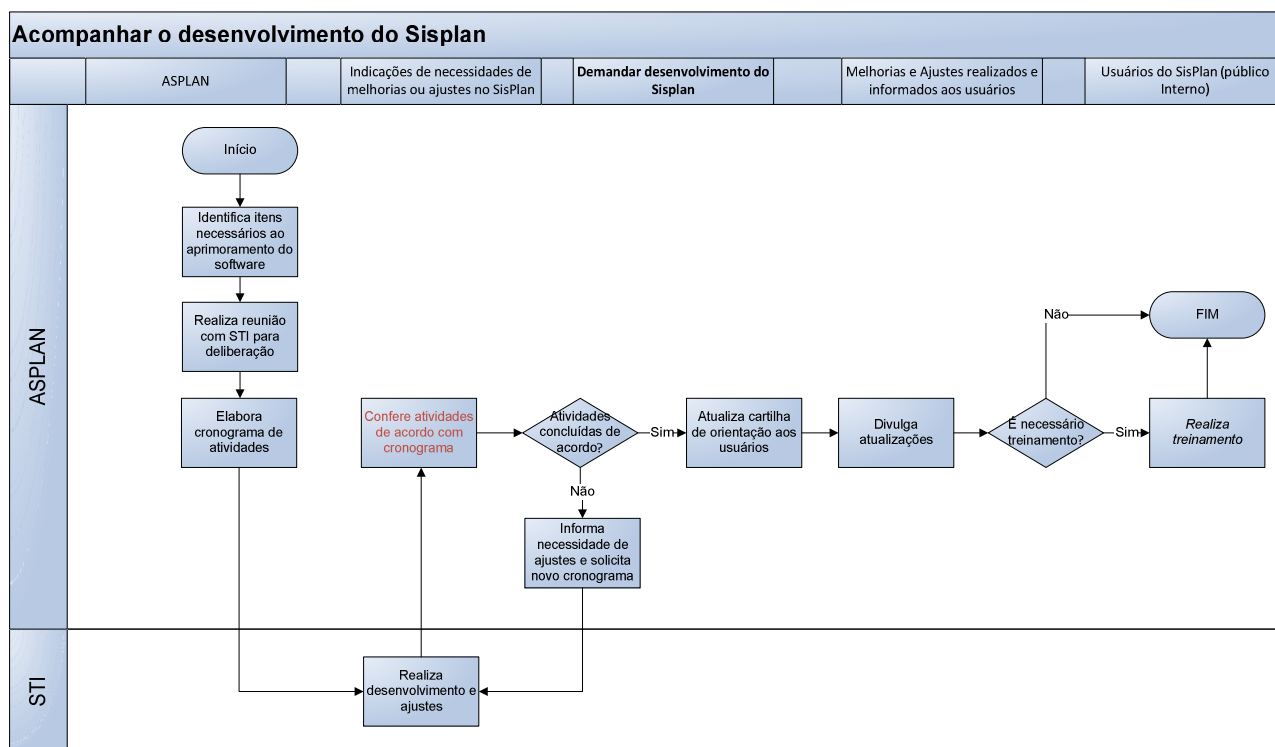 Acompanhar o desenvolvimento do Sisplan
ASPLAN
Indicações de necessidades de
melhorias ou ajustes no SisPlan
Demandar desenvolvimento do
Sisplan
Melhorias e Ajustes realizados e
informados aos usuários
Usuários do SisPlan (público
Interno)
ASPLAN
Início
Identifica itens
necessários ao
aprimoramento do
software
Realiza reunião
com STI para
deliberação
Elabora
cronograma de
atividades
Confere atividades
de acordo com
cronograma
Atividades
concluídas de
acordo?
Sim
Não
Informa
necessidade de
ajustes e solicita
novo cronograma
Atualiza cartilha
de orientação aos
usuários
Divulga
atualizações
É necessário
treinamento?
Não
Sim
FIM
Realiza
treinamento
STI
Realiza
desenvolvimento e
ajustes